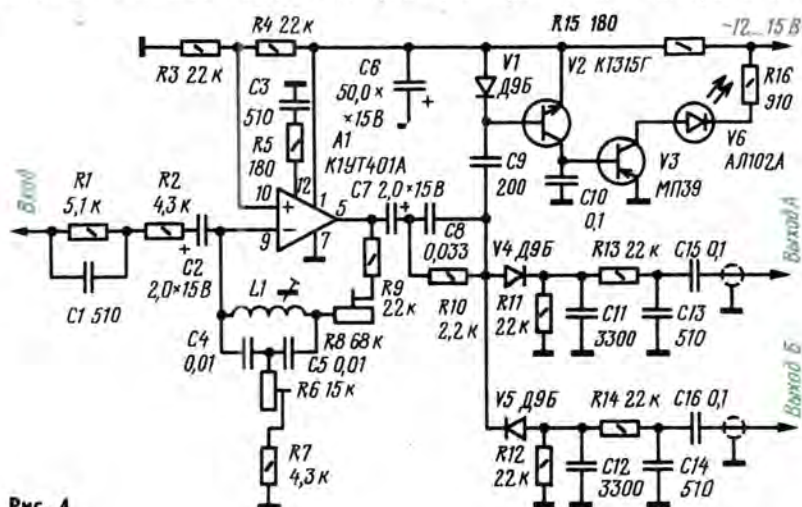 R3 22 к
R4 22 к
C3
510
R5
180
C6
50,0×
×15 В
+
A1
К1УТ401А
R15 180
-12...15 В
V1
Д9Б
V2 КТ315Г
R16
910
V6
АЛ102А
V3
МП39
C9
200
C10
0,1
Вход
R1
5,1 к
R2
4,3 к
C1 510
+
C2
2,0×15 В
10
+
12
1
5
9
−
7
C7 2,0×15 В
+
C8
0,033
R9
22 к
R10
2,2 к
L1
C4
0,01
R8 68 к
C5 0,01
R6 15 к
R7
4,3 к
V4 Д9Б
R13 22 к
C15 0,1
R11
22 к
C11
3300
C13
510
Выход А
V5 Д9Б
R14 22 к
C16 0,1
R12
22 к
C12
3300
C14
510
Выход Б
Рис. 4